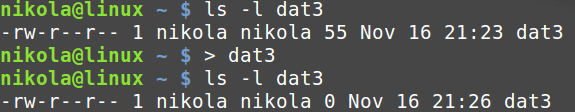 nikola@linux ~ $ ls -l dat3
-rw-r--r-- 1 nikola nikola 55 Nov 16 21:23 dat3
nikola@linux ~ $ > dat3
nikola@linux ~ $ ls -l dat3
-rw-r--r-- 1 nikola nikola 0 Nov 16 21:26 dat3